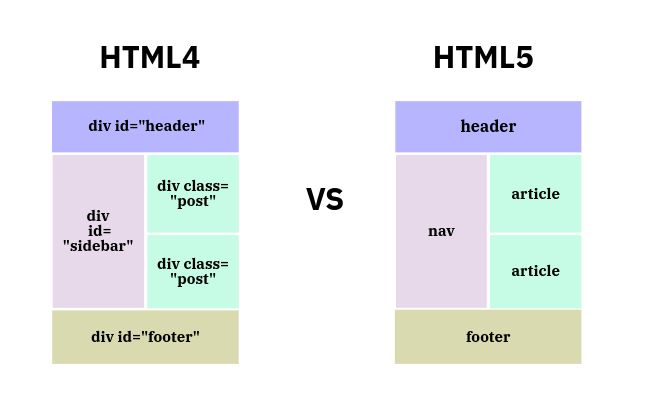 HTML4
div id="header"
div
id=
"sidebar"
div class=
"post"
div class=
"post"
div id="footer"
VS
HTML5
header
nav
article
article
footer